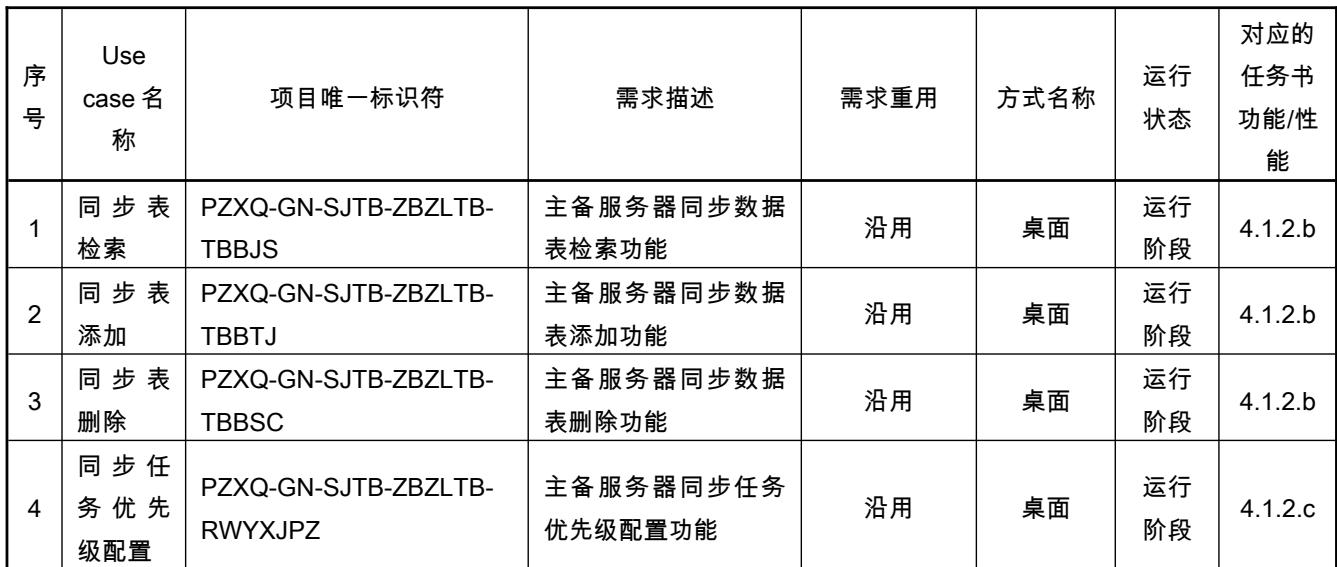 序号
Use case 名称
项目唯一标识符
需求描述
需求重用
方式名称
运行状态
对应的任务书功能/性能
1
同步表
检索
PZXQ-GN-SJTB-ZBZLTB-
TBBJS
主备服务器同步数据
表检索功能
沿用
桌面
运行
阶段
4.1.2.b
2
同步表
添加
PZXQ-GN-SJTB-ZBZLTB-
TBBTJ
主备服务器同步数据
表添加功能
沿用
桌面
运行
阶段
4.1.2.b
3
同步表
删除
PZXQ-GN-SJTB-ZBZLTB-
TBBSC
主备服务器同步数据
表删除功能
沿用
桌面
运行
阶段
4.1.2.b
4
同步任
务优先
级配置
PZXQ-GN-SJTB-ZBZLTB-
RWYXJPZ
主备服务器同步任务
优先级配置功能
沿用
桌面
运行
阶段
4.1.2.c